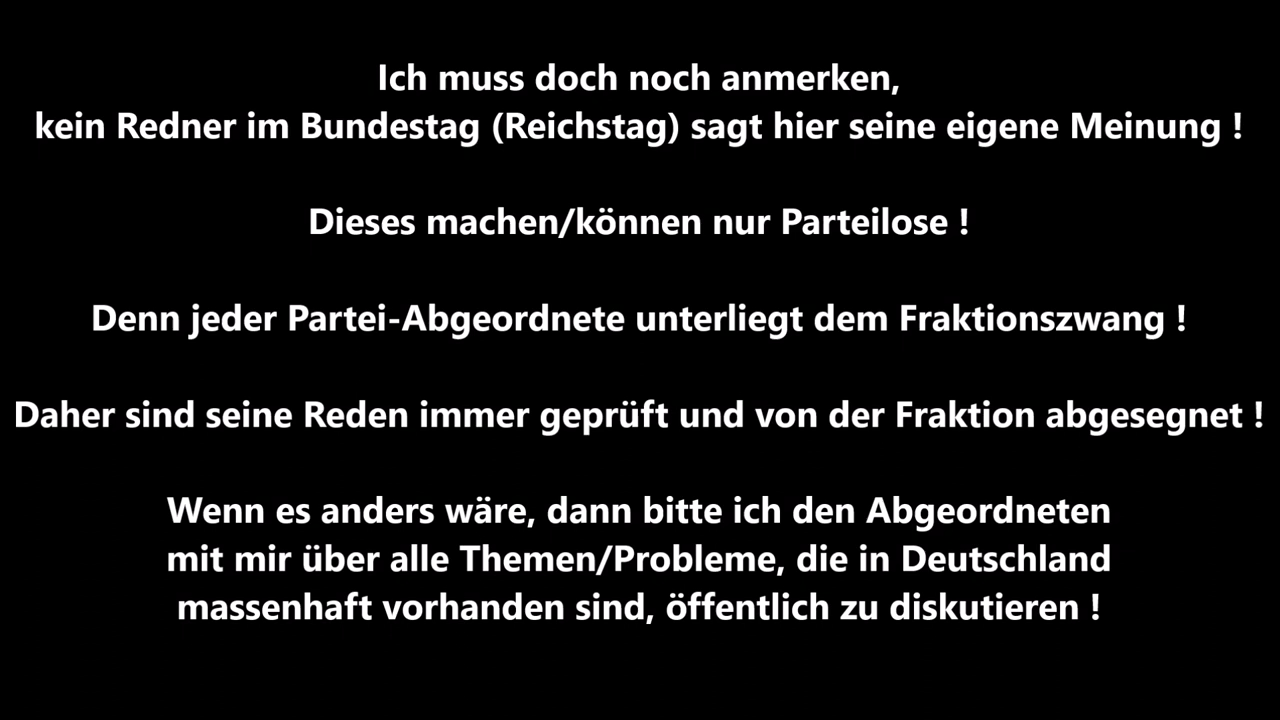 Ich muss doch noch anmerken,
kein Redner im Bundestag (Reichstag) sagt hier seine eigene Meinung !
Dieses machen/können nur Parteilose !
Denn jeder Partei-Abgeordnete unterliegt dem Fraktionszwang !
Daher sind seine Reden immer geprüft und von der Fraktion abgesegnet !
Wenn es anders wäre, dann bitte ich den Abgeordneten
mit mir über alle Themen/Probleme, die in Deutschland
massenhaft vorhanden sind, öffentlich zu diskutieren !